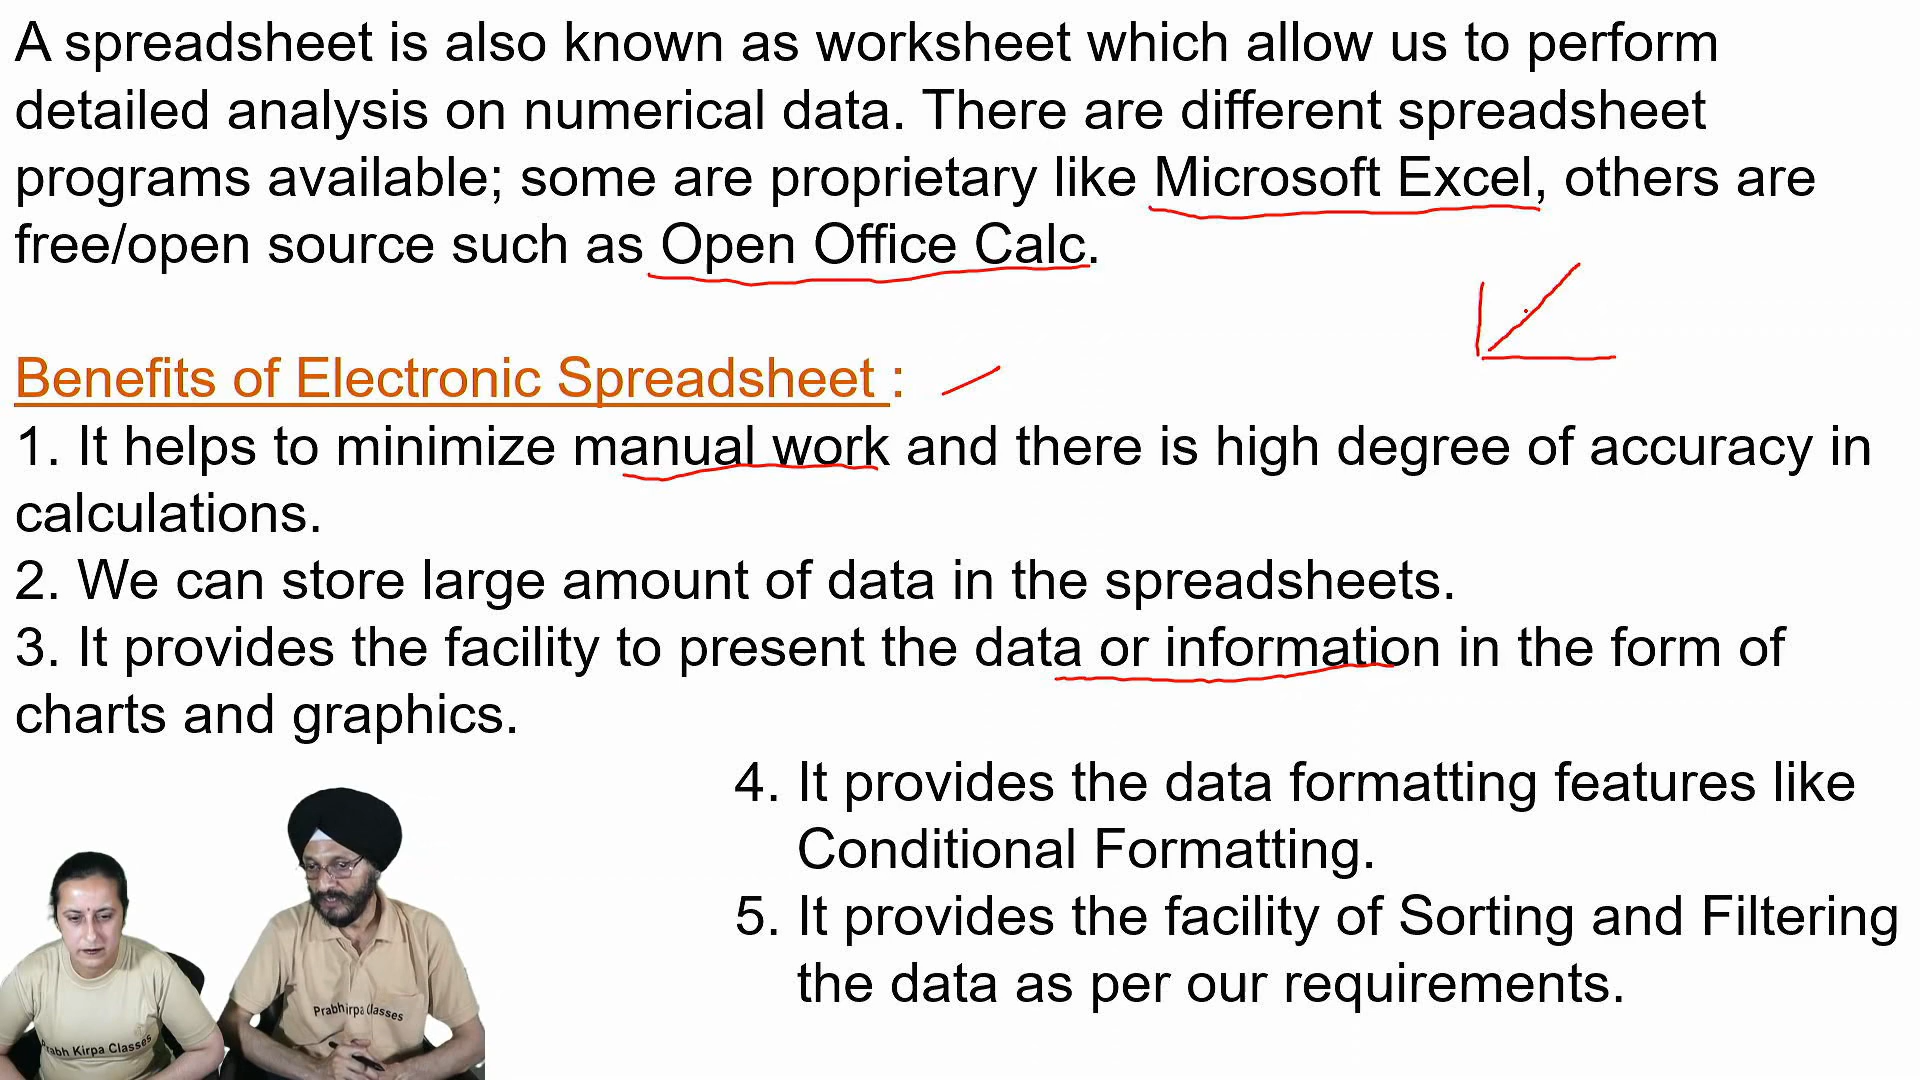 A spreadsheet is also known as worksheet which allow us to perform
detailed analysis on numerical data. There are different spreadsheet
programs available; some are proprietary like Microsoft Excel, others are
free/open source such as Open Office Calc.
Benefits of Electronic Spreadsheet :
1. It helps to minimize manual work and there is high degree of accuracy in
calculations.
2. We can store large amount of data in the spreadsheets.
3. It provides the facility to present the data or information in the form of
charts and graphics.
4. It provides the data formatting features like
Conditional Formatting.
5. It provides the facility of Sorting and Filtering
the data as per our requirements.
Kirpa Classes